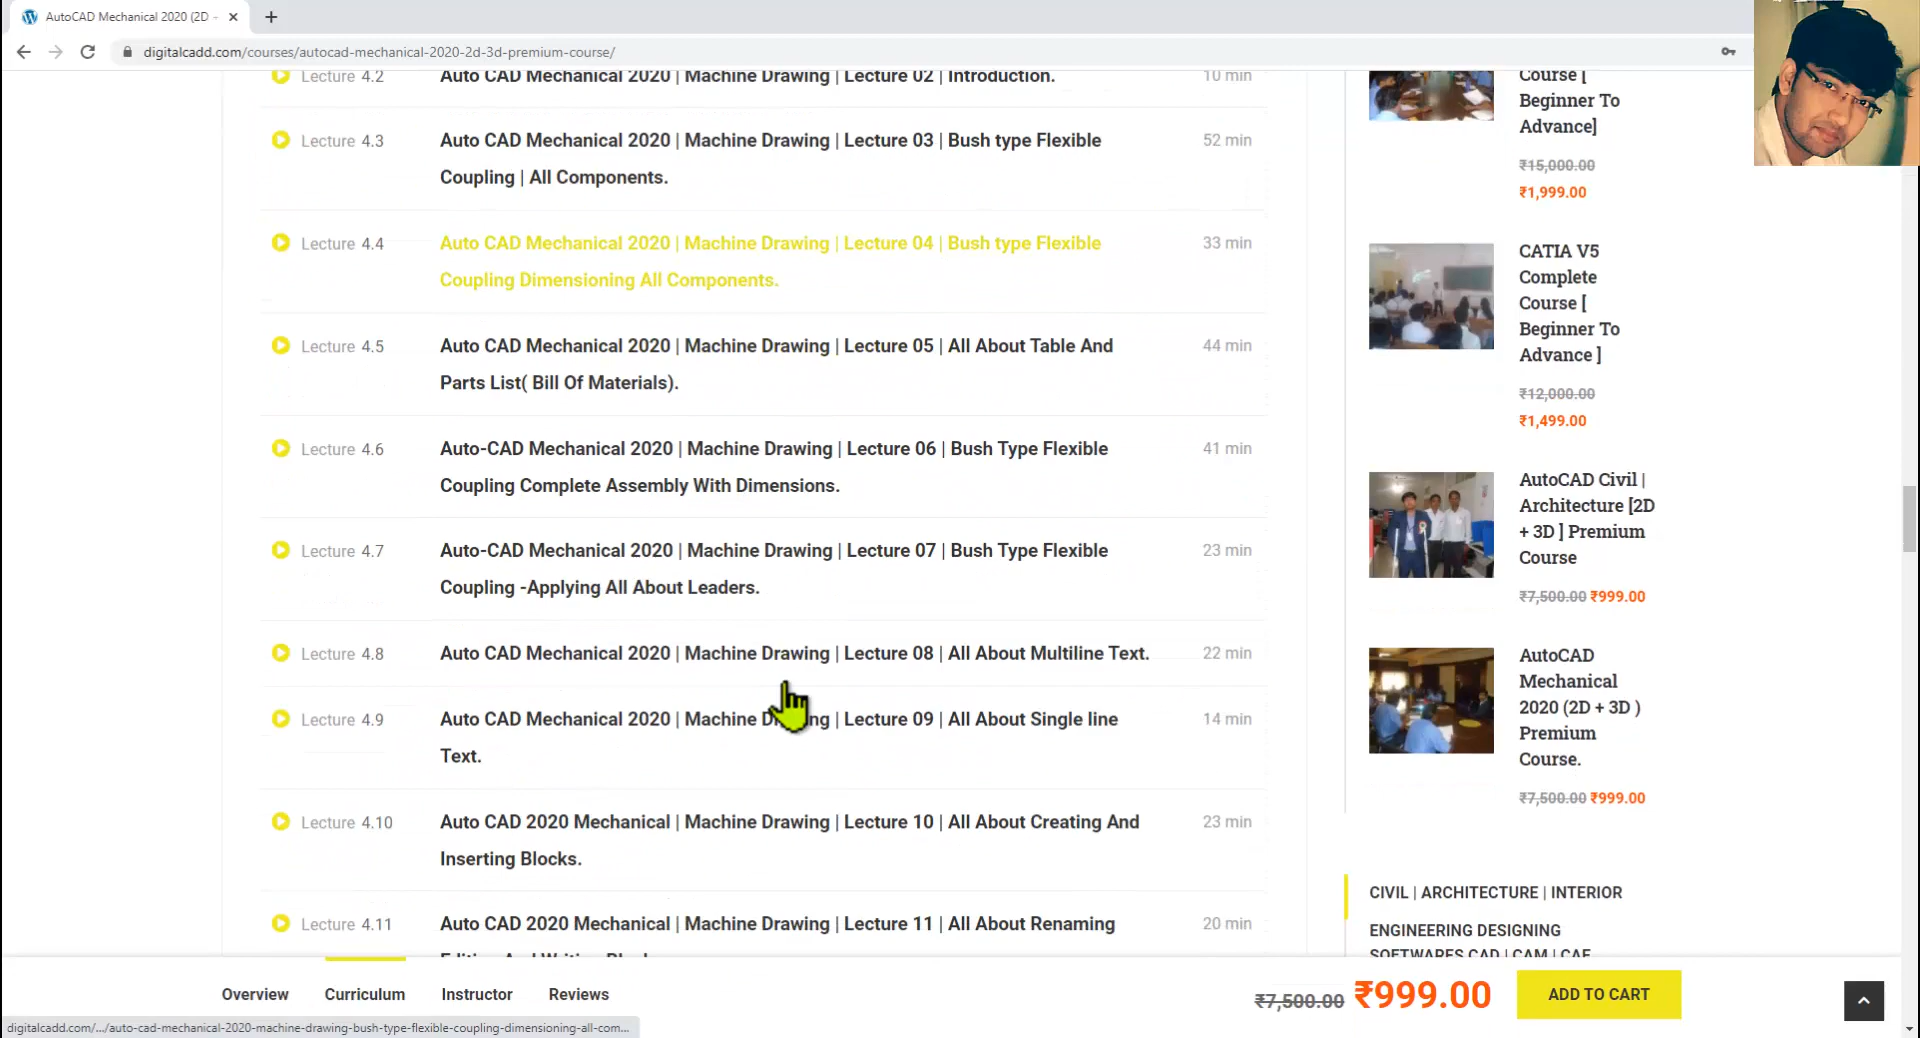 AutoCAD Mechanical 2020 (2D -
digitalcadd.com/courses/autocad-mechanical-2020-2d-3d-premium-course/
Lecture 4.2 Auto CAD Mechanical 2020 | Machine Drawing | Lecture 02 | Introduction. 10 min
Lecture 4.3 Auto CAD Mechanical 2020 | Machine Drawing | Lecture 03 | Bush type Flexible 52 min
Coupling | All Components.
Lecture 4.4 Auto CAD Mechanical 2020 | Machine Drawing | Lecture 04 | Bush type Flexible 33 min
Coupling Dimensioning All Components.
Lecture 4.5 Auto CAD Mechanical 2020 | Machine Drawing | Lecture 05 | All About Table And 44 min
Parts List( Bill Of Materials).
Lecture 4.6 Auto-CAD Mechanical 2020 | Machine Drawing | Lecture 06 | Bush Type Flexible 41 min
Coupling Complete Assembly With Dimensions.
Lecture 4.7 Auto-CAD Mechanical 2020 | Machine Drawing | Lecture 07 | Bush Type Flexible 23 min
Coupling -Applying All About Leaders.
Lecture 4.8 Auto CAD Mechanical 2020 | Machine Drawing | Lecture 08 | All About Multiline Text. 22 min
Lecture 4.9 Auto CAD Mechanical 2020 | Machine Drawing | Lecture 09 | All About Single line 14 min
Text.
Lecture 4.10 Auto CAD 2020 Mechanical | Machine Drawing | Lecture 10 | All About Creating And 23 min
Inserting Blocks.
Lecture 4.11 Auto CAD 2020 Mechanical | Machine Drawing | Lecture 11 | All About Renaming 20 min
Course [
Beginner To
Advance]
₹15,000.00
₹1,999.00
CATIA V5
Complete
Course [
Beginner To
Advance ]
₹12,000.00
₹1,499.00
AutoCAD Civil |
Architecture [2D
+ 3D ] Premium
Course
₹7,500.00 ₹999.00
AutoCAD
Mechanical
2020 (2D + 3D )
Premium
Course.
₹7,500.00 ₹999.00
CIVIL | ARCHITECTURE | INTERIOR
ENGINEERING DESIGNING
SOFTWARES CAD | CAM | CAE
Overview Curriculum Instructor Reviews ₹7,500.00 ₹999.00 ADD TO CART
digitalcadd.com/.../auto-cad-mechanical-2020-machine-drawing-bush-type-flexible-coupling-dimensioning-all-com...